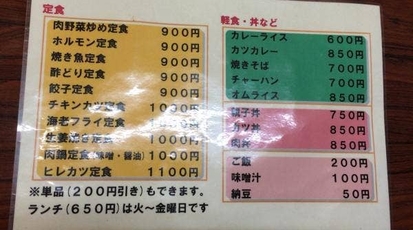 定食
肉野菜炒め定食 900円
ホルモン定食 900円
焼き魚定食 900円
酢どり定食 900円
餃子定食 900円
チキンカツ定食 1000円
海老フライ定食 1000円
生姜焼き定食 1000円
肉鍋定食(味噌・醤油) 1000円
ヒレカツ定食 1100円
※単品(200円引き)もできます。
ランチ(650円)は火～金曜日です
軽食・丼など
カレーライス 600円
カツカレー 850円
焼きそば 700円
チャーハン 700円
オムライス 850円
親子丼 750円
カツ丼 850円
肉丼 850円
ご飯 200円
味噌汁 100円
納豆 50円